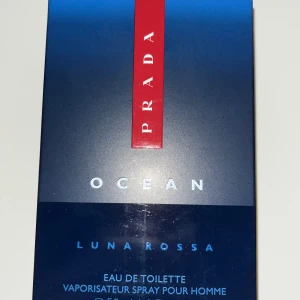 PRADA
OCEAN
LUNA ROSSA
EAU DE TOILETTE
VAPORISATEUR SPRAY POUR HOMME